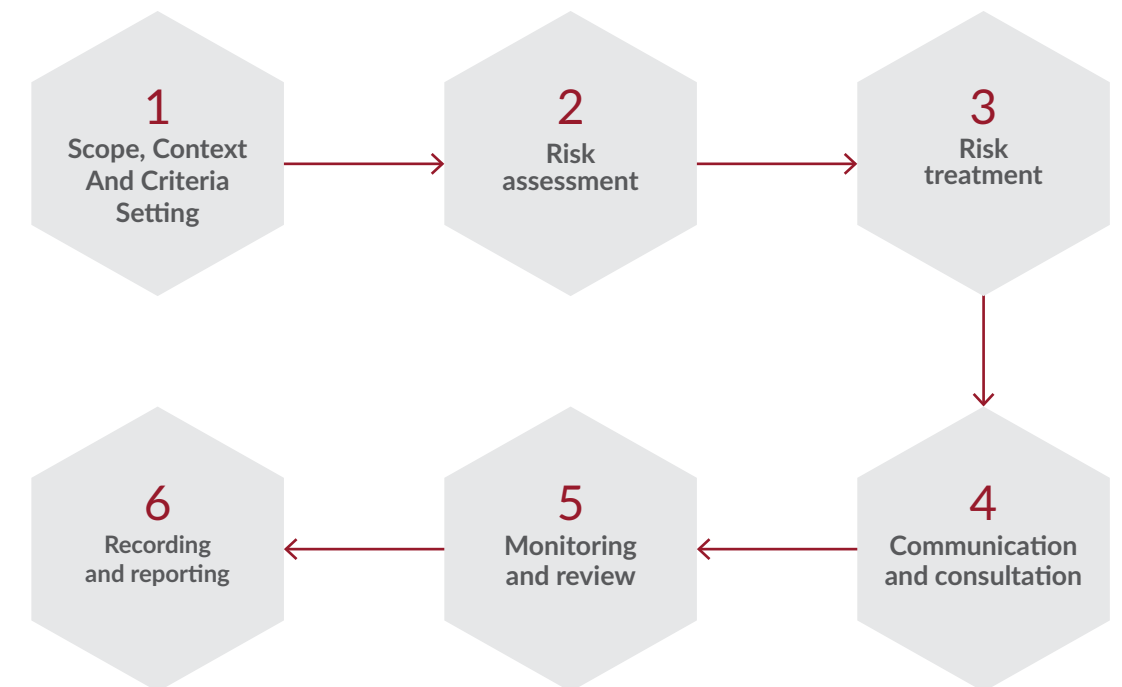 1
Scope, Context
And Criteria
Setting
2
Risk
assessment
3
Risk
treatment
4
Communication
and consultation
5
Monitoring
and review
6
Recording
and reporting